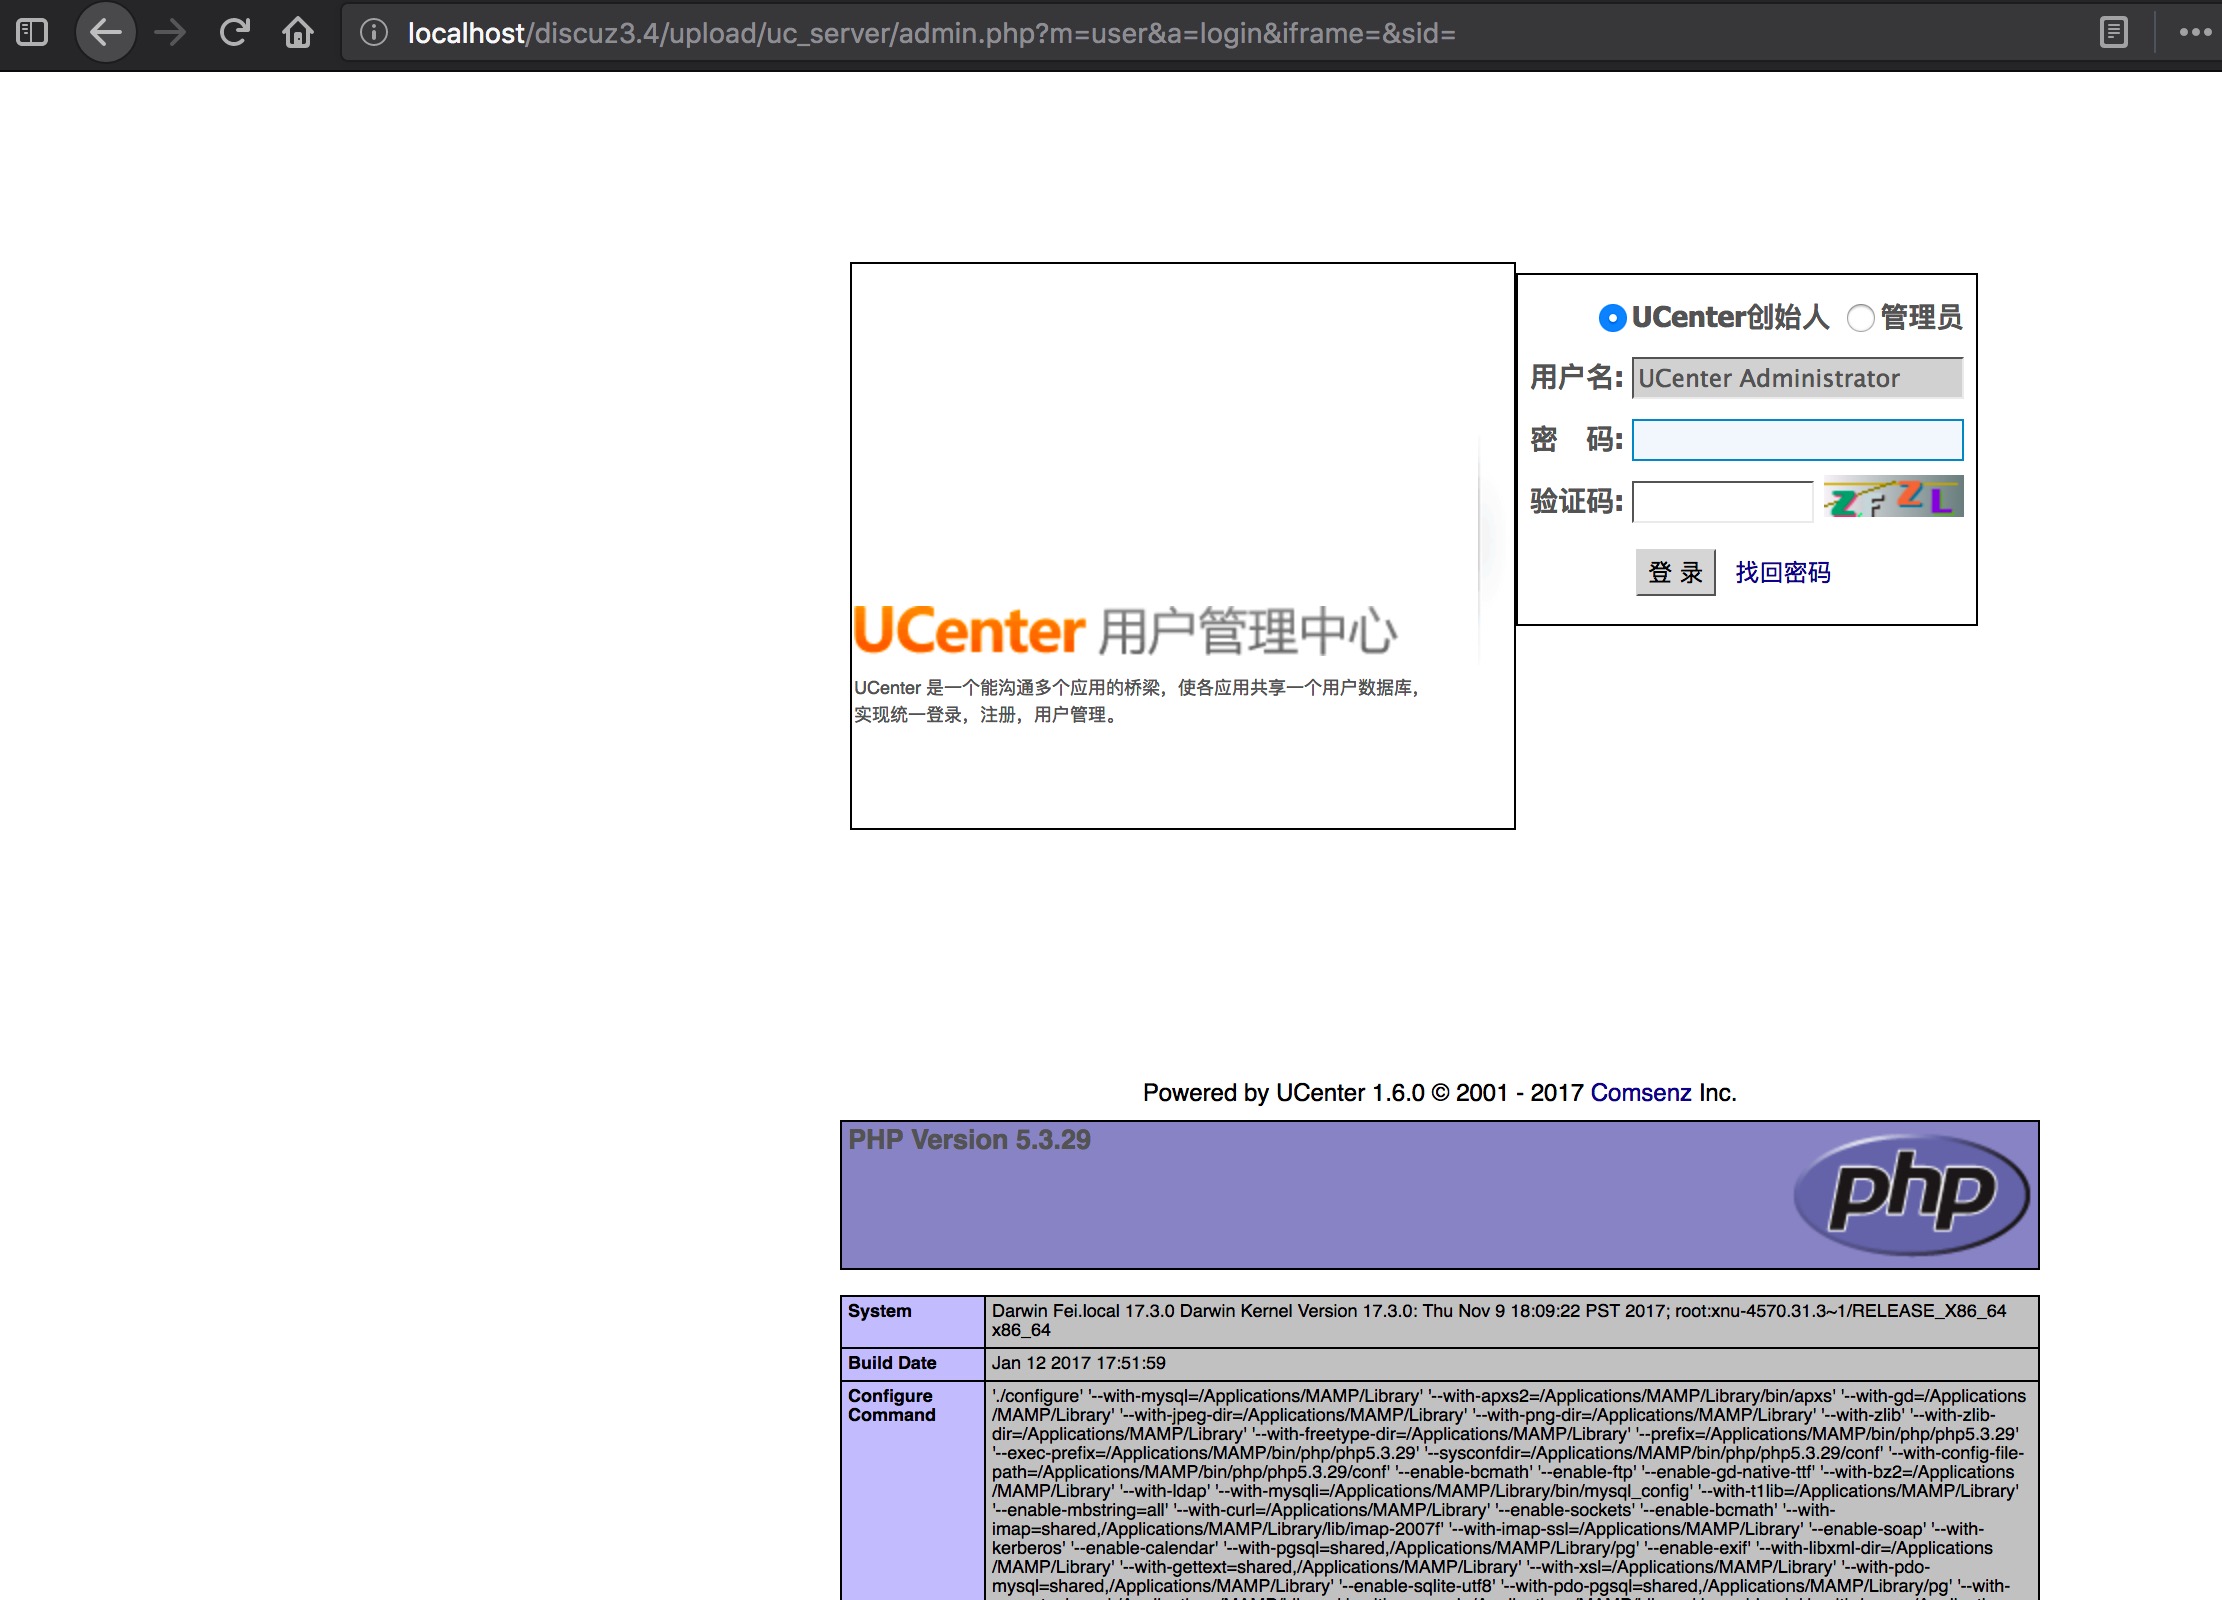 localhost/discuz3.4/upload/uc_server/admin.php?m=user&a=login&iframe=&sid=
UCenter创始人 管理员
用户名: UCenter Administrator
密 码:
验证码: ZFZL
登 录 找回密码
UCenter 用户管理中心
UCenter 是一个能沟通多个应用的桥梁，使各应用共享一个用户数据库，
实现统一登录，注册，用户管理。
Powered by UCenter 1.6.0 © 2001 - 2017 Comsenz Inc.
PHP Version 5.3.29
php
System Darwin Fei.local 17.3.0 Darwin Kernel Version 17.3.0: Thu Nov 9 18:09:22 PST 2017; root:xnu-4570.31.3~1/RELEASE_X86_64
x86_64
Build Date Jan 12 2017 17:51:59
Configure Command './configure' '--with-mysql=/Applications/MAMP/Library' '--with-apxs2=/Applications/MAMP/Library/bin/apxs' '--with-gd=/Applications
/MAMP/Library' '--with-jpeg-dir=/Applications/MAMP/Library' '--with-png-dir=/Applications/MAMP/Library' '--with-zlib' '--with-zlib-
dir=/Applications/MAMP/Library' '--with-freetype-dir=/Applications/MAMP/Library' '--prefix=/Applications/MAMP/bin/php/php5.3.29'
'--exec-prefix=/Applications/MAMP/bin/php/php5.3.29' '--sysconfdir=/Applications/MAMP/bin/php/php5.3.29/conf' '--with-config-file-
path=/Applications/MAMP/bin/php/php5.3.29/conf' '--enable-bcmath' '--enable-ftp' '--enable-gd-native-ttf' '--with-bz2=/Applications
/MAMP/Library' '--with-ldap' '--with-mysqli=/Applications/MAMP/Library/bin/mysql_config' '--with-t1lib=/Applications/MAMP/Library'
'--enable-mbstring=all' '--with-curl=/Applications/MAMP/Library' '--enable-sockets' '--enable-bcmath' '--with-
imap=shared,/Applications/MAMP/Library/lib/imap-2007f' '--with-imap-ssl=/Applications/MAMP/Library' '--enable-soap' '--with-
kerberos' '--enable-calendar' '--with-pgsql=shared,/Applications/MAMP/Library/pg' '--enable-exif' '--with-libxml-dir=/Applications
/MAMP/Library' '--with-gettext=shared,/Applications/MAMP/Library' '--with-xsl=/Applications/MAMP/Library' '--with-pdo-
mysql=shared,/Applications/MAMP/Library' '--enable-sqlite-utf8' '--with-pdo-pgsql=shared,/Applications/MAMP/Library/pg' '--with-